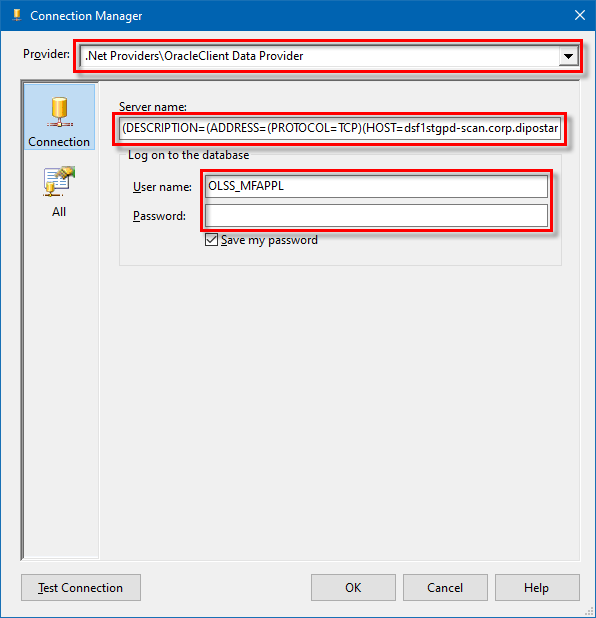 Connection Manager
Provider: .Net Providers\OracleClient Data Provider
Connection
All
Server name:
(DESCRIPTION=(ADDRESS=(PROTOCOL=TCP)(HOST=dsf1stgpd-scan.corp.dipostar
Log on to the database
User name: OLSS_MFAPPL
Password:
Save my password
Test Connection OK Cancel Help